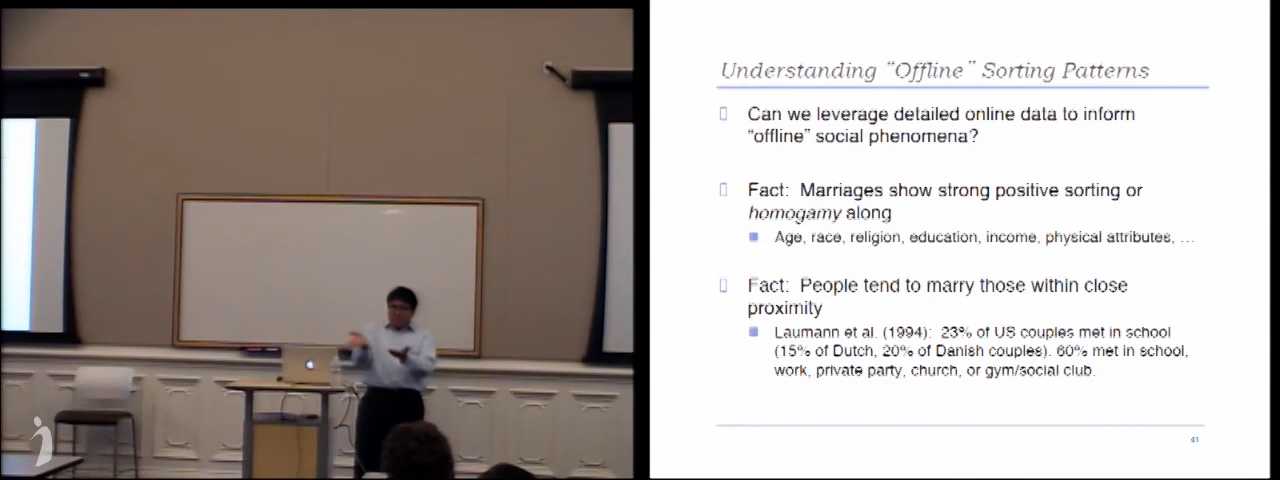 Understanding "Offline" Sorting Patterns
Can we leverage detailed online data to inform
"offline" social phenomena?
Fact: Marriages show strong positive sorting or
homogamy along
Age, race, religion, education, income, physical attributes, ...
Fact: People tend to marry those within close
proximity
Laumann et al. (1994): 23% of US couples met in school
(15% of Dutch, 20% of Danish couples). 60% met in school,
work, private party, church, or gym/social club.
41